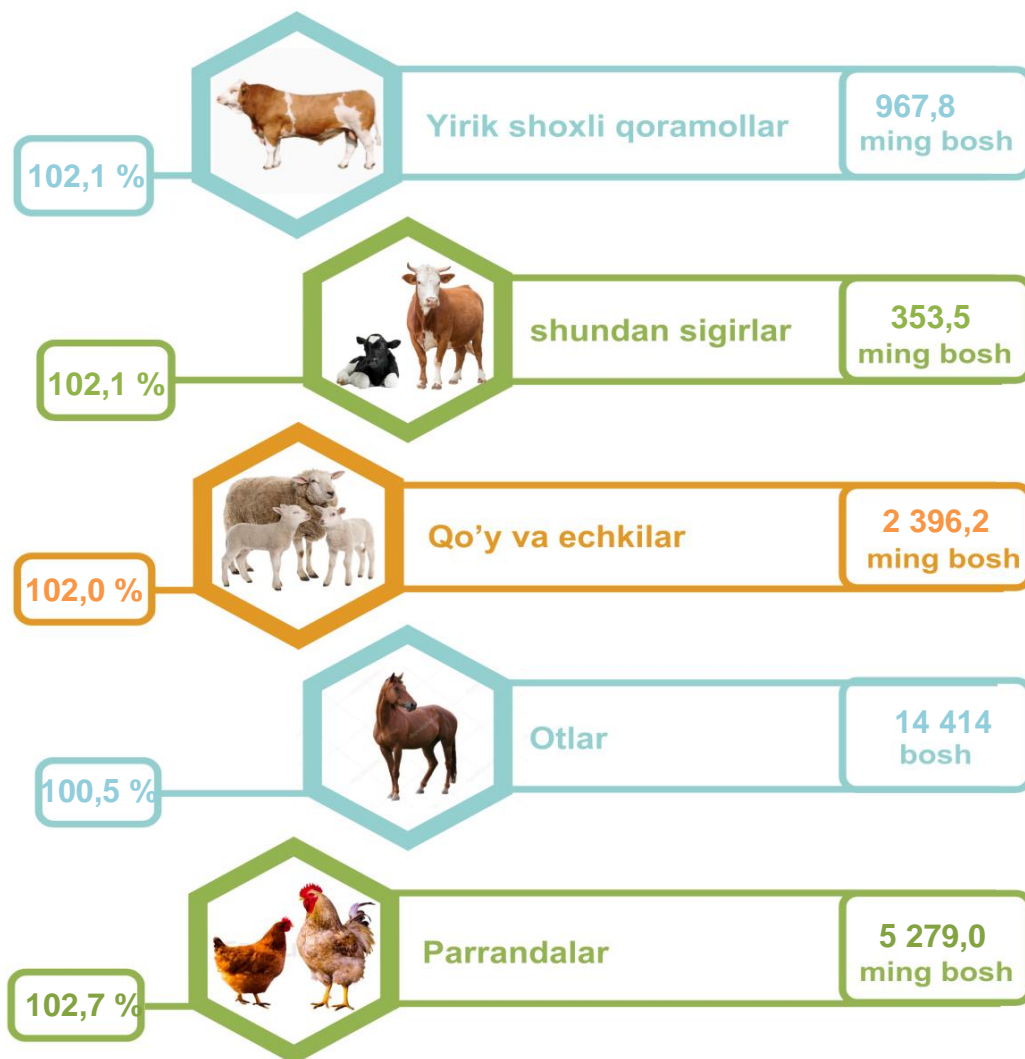 967,8
Yirik shoxli qoramollar
ming bosh
102,1 %
353,5
shundan sigirlar
ming bosh
102,1 %
2 396,2
Qo’y va echkilar
ming bosh
102,0 %
14 414
Otlar
bosh
100,5 %
5 279,0
Parrandalar
ming bosh
102,7 %